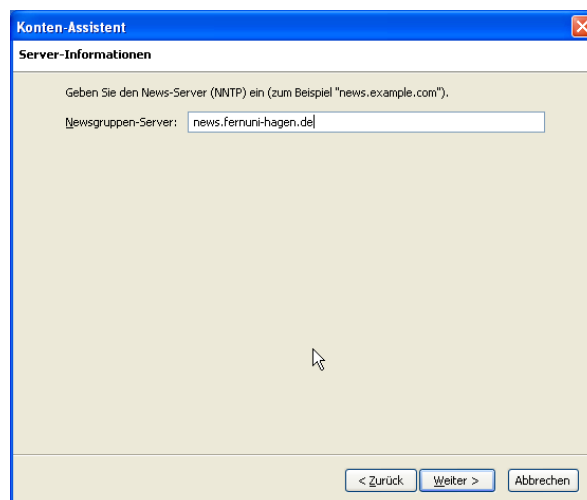 Konten-Assistent
Server-Informationen
Geben Sie den News-Server (NNTP) ein (zum Beispiel "news.example.com").
Newsgruppen-Server: news.fernuni-hagen.de
< Zurück Weiter > Abbrechen